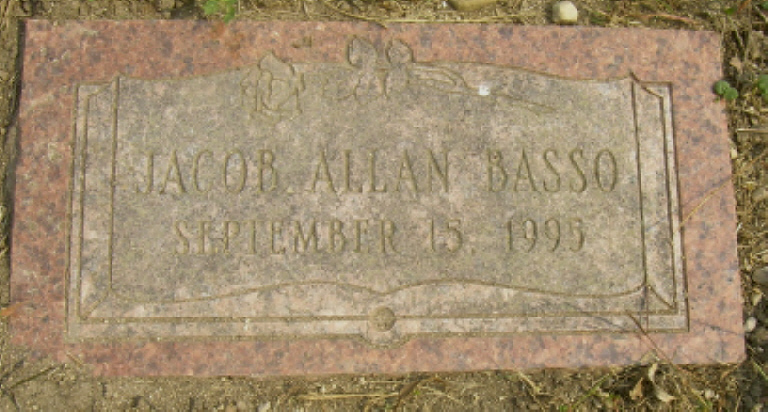 JACOB ALLAN BASSO
SEPTEMBER 15, 1995